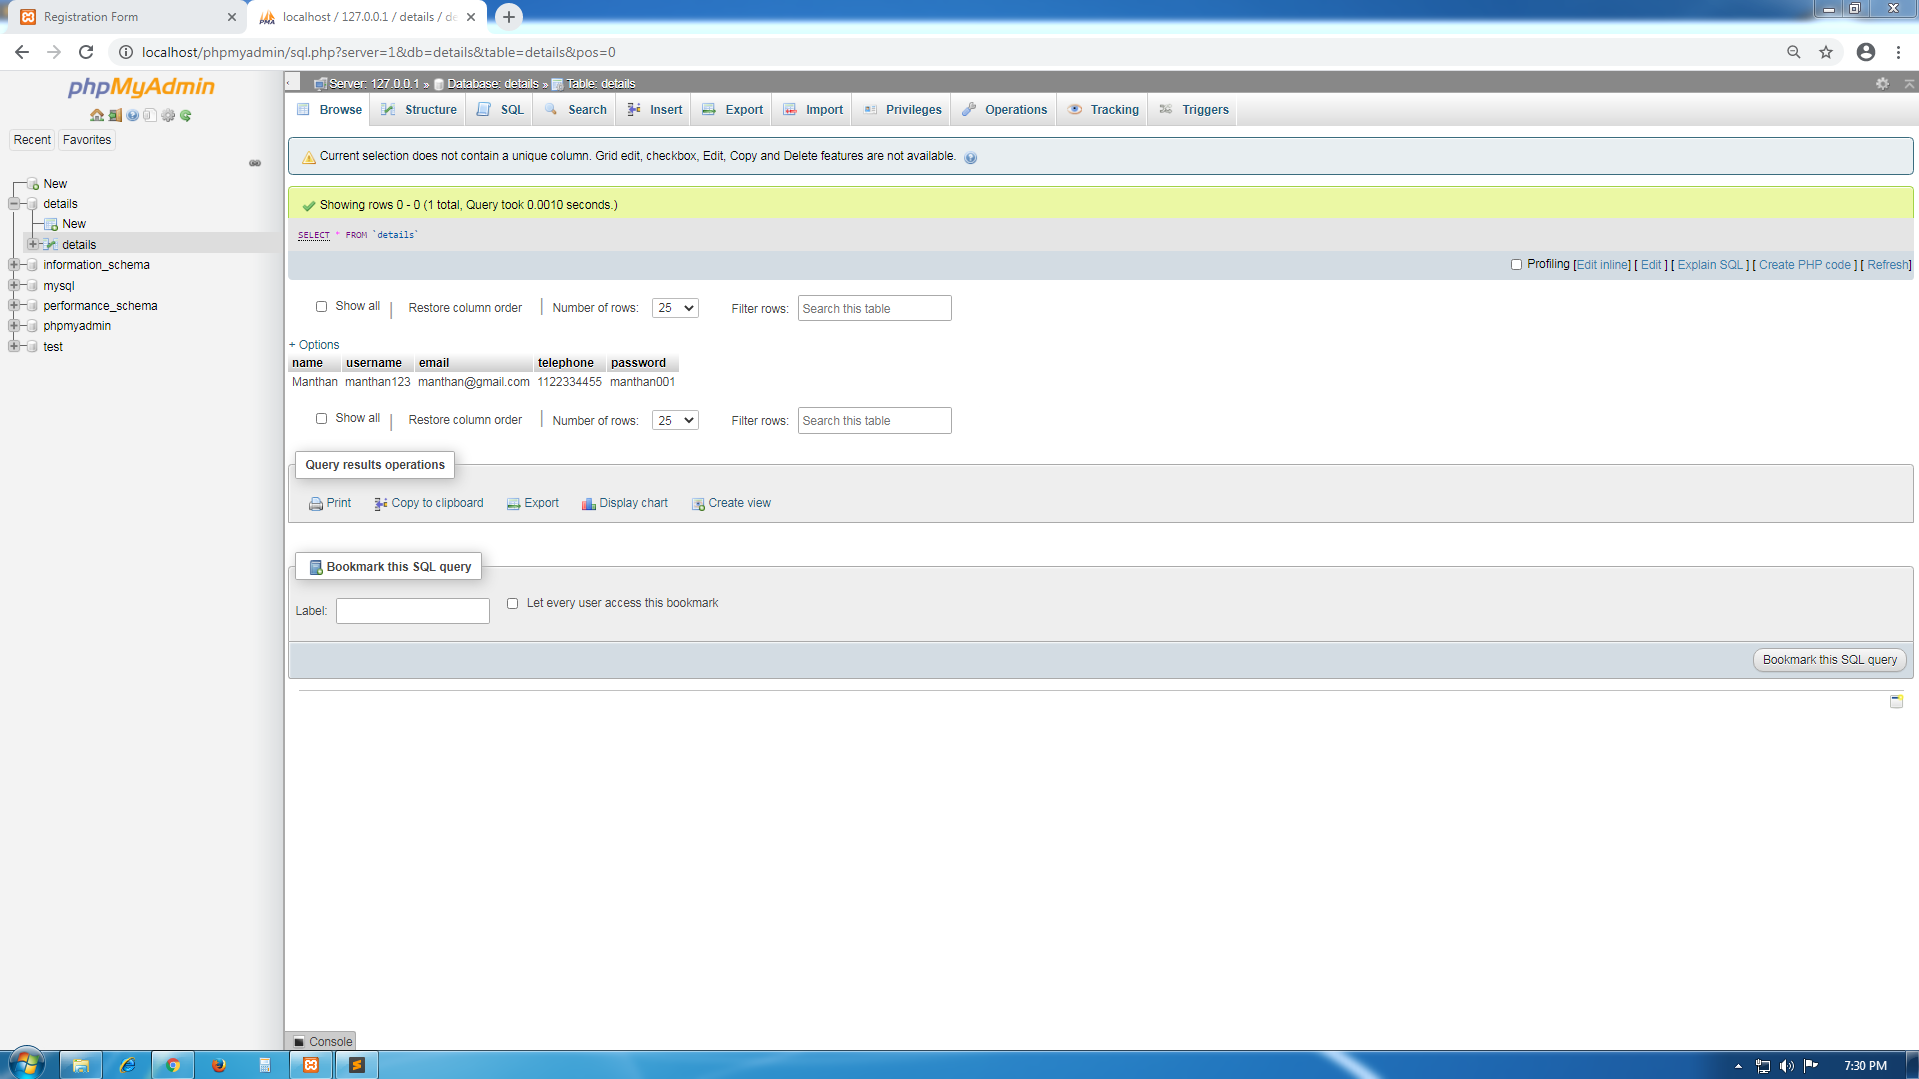 Registration Form
localhost / 127.0.0.1 / details / de
localhost/phpmyadmin/sql.php?server=1&db=details&table=details&pos=0
phpMyAdmin
Recent Favorites
New
details
New
details
information_schema
mysql
performance_schema
phpmyadmin
test
Server: 127.0.0.1 » Database: details » Table: details
Browse Structure SQL Search Insert Export Import Privileges Operations Tracking Triggers
Current selection does not contain a unique column. Grid edit, checkbox, Edit, Copy and Delete features are not available.
Showing rows 0 - 0 (1 total, Query took 0.0010 seconds.)
SELECT * FROM `details`
Profiling [Edit inline] [ Edit ] [ Explain SQL ] [ Create PHP code ] [ Refresh]
Show all | Restore column order | Number of rows: 25 Filter rows: Search this table
+ Options
name username email telephone password
Manthan manthan123 manthan@gmail.com 1122334455 manthan001
Show all | Restore column order | Number of rows: 25 Filter rows: Search this table
Query results operations
Print Copy to clipboard Export Display chart Create view
Bookmark this SQL query
Label: Let every user access this bookmark
Bookmark this SQL query
Console
7:30 PM